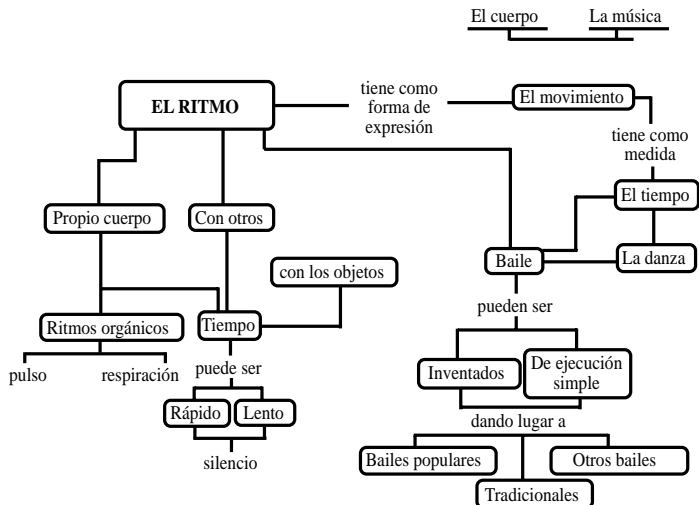 El cuerpo
La música
EL RITMO
tiene como
forma de
expresión
El movimiento
tiene como
medida
Propio cuerpo
Con otros
El tiempo
con los objetos
Baile
La danza
Ritmos orgánicos
Tiempo
pueden ser
pulso
respiración
puede ser
Inventados
De ejecución
simple
Rápido
Lento
dando lugar a
silencio
Bailes populares
Otros bailes
Tradicionales